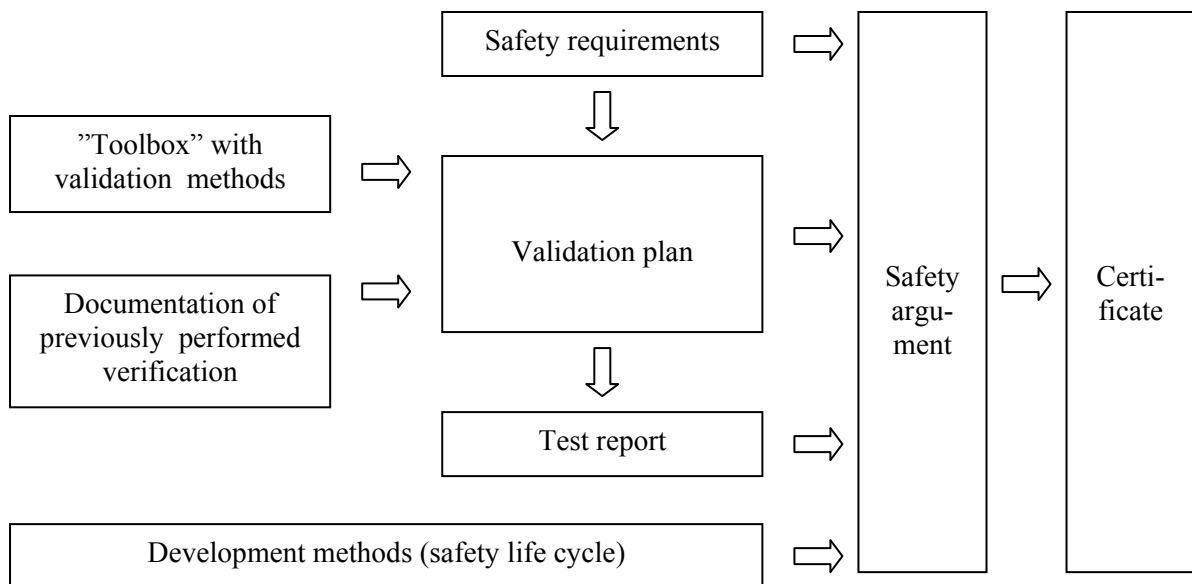 Safety requirements
”Toolbox” with
validation methods
Validation plan
Documentation of
previously performed
verification
Test report
Development methods (safety life cycle)
Safety
argu-
ment
Certi-
ficate